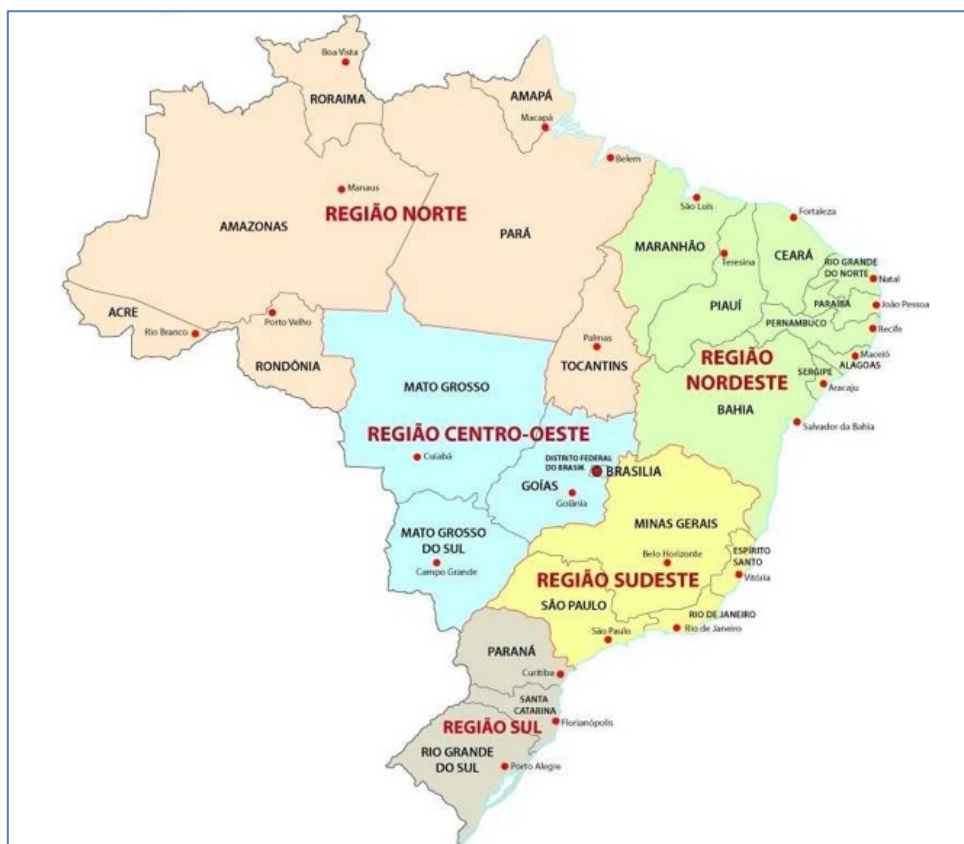 Boa Vista
RORAIMA
AMAPÁ
Macapá
Belem
Manaus
REGIÃO NORTE
AMAZONAS
PARÁ
São Luís
Fortaleza
MARANHÃO
Teresina
CEARÁ
RIO GRANDE
DO NORTE
Natal
PIAUÍ
PARAÍBA
João Pessoa
PERNAMBUCO
Recife
ACRE
Rio Branco
Porto Velho
RONDÔNIA
Palmas
TOCANTINS
REGIÃO
NORDESTE
Maceió
ALAGOAS
SERGIPE
Aracaju
BAHIA
Salvador da Bahia
MATO GROSSO
REGIÃO CENTRO-OESTE
Cuiabá
DISTRITO FEDERAL
DO BRASIK
BRASILIA
GOÍAS
Goiânia
MINAS GERAIS
MATO GROSSO
DO SUL
Campo Grande
Belo Horizonte
ESPÍRITO
SANTO
Vitória
REGIÃO SUDESTE
SÃO PAULO
RIO DE JANEIRO
Rio de Janeiro
São Paulo
PARANÁ
Curitiba
SANTA
CATARINA
Florianópolis
REGIÃO SUL
RIO GRANDE
DO SUL
Porto Alegre